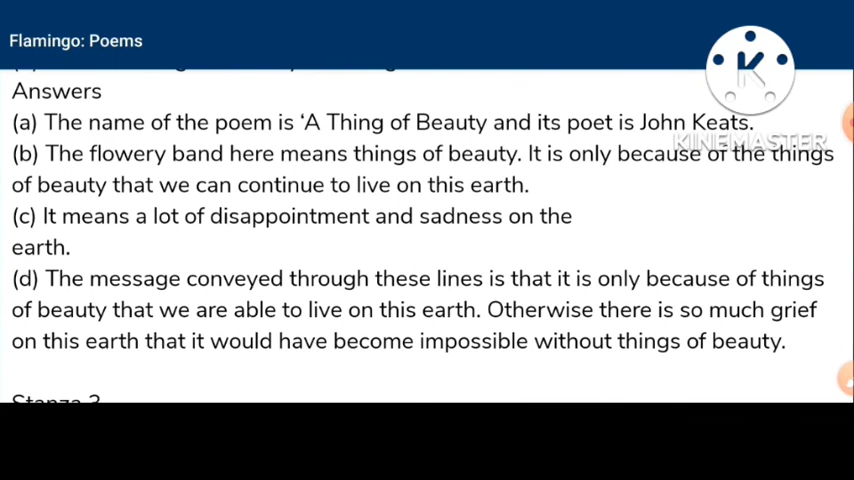 Flamingo: Poems
Answers
(a) The name of the poem is ‘A Thing of Beauty and its poet is John Keats.
(b) The flowery band here means things of beauty. It is only because of the things
of beauty that we can continue to live on this earth.
(c) It means a lot of disappointment and sadness on the
earth.
(d) The message conveyed through these lines is that it is only because of things
of beauty that we are able to live on this earth. Otherwise there is so much grief
on this earth that it would have become impossible without things of beauty.
Stanza
K
KINEMASTER